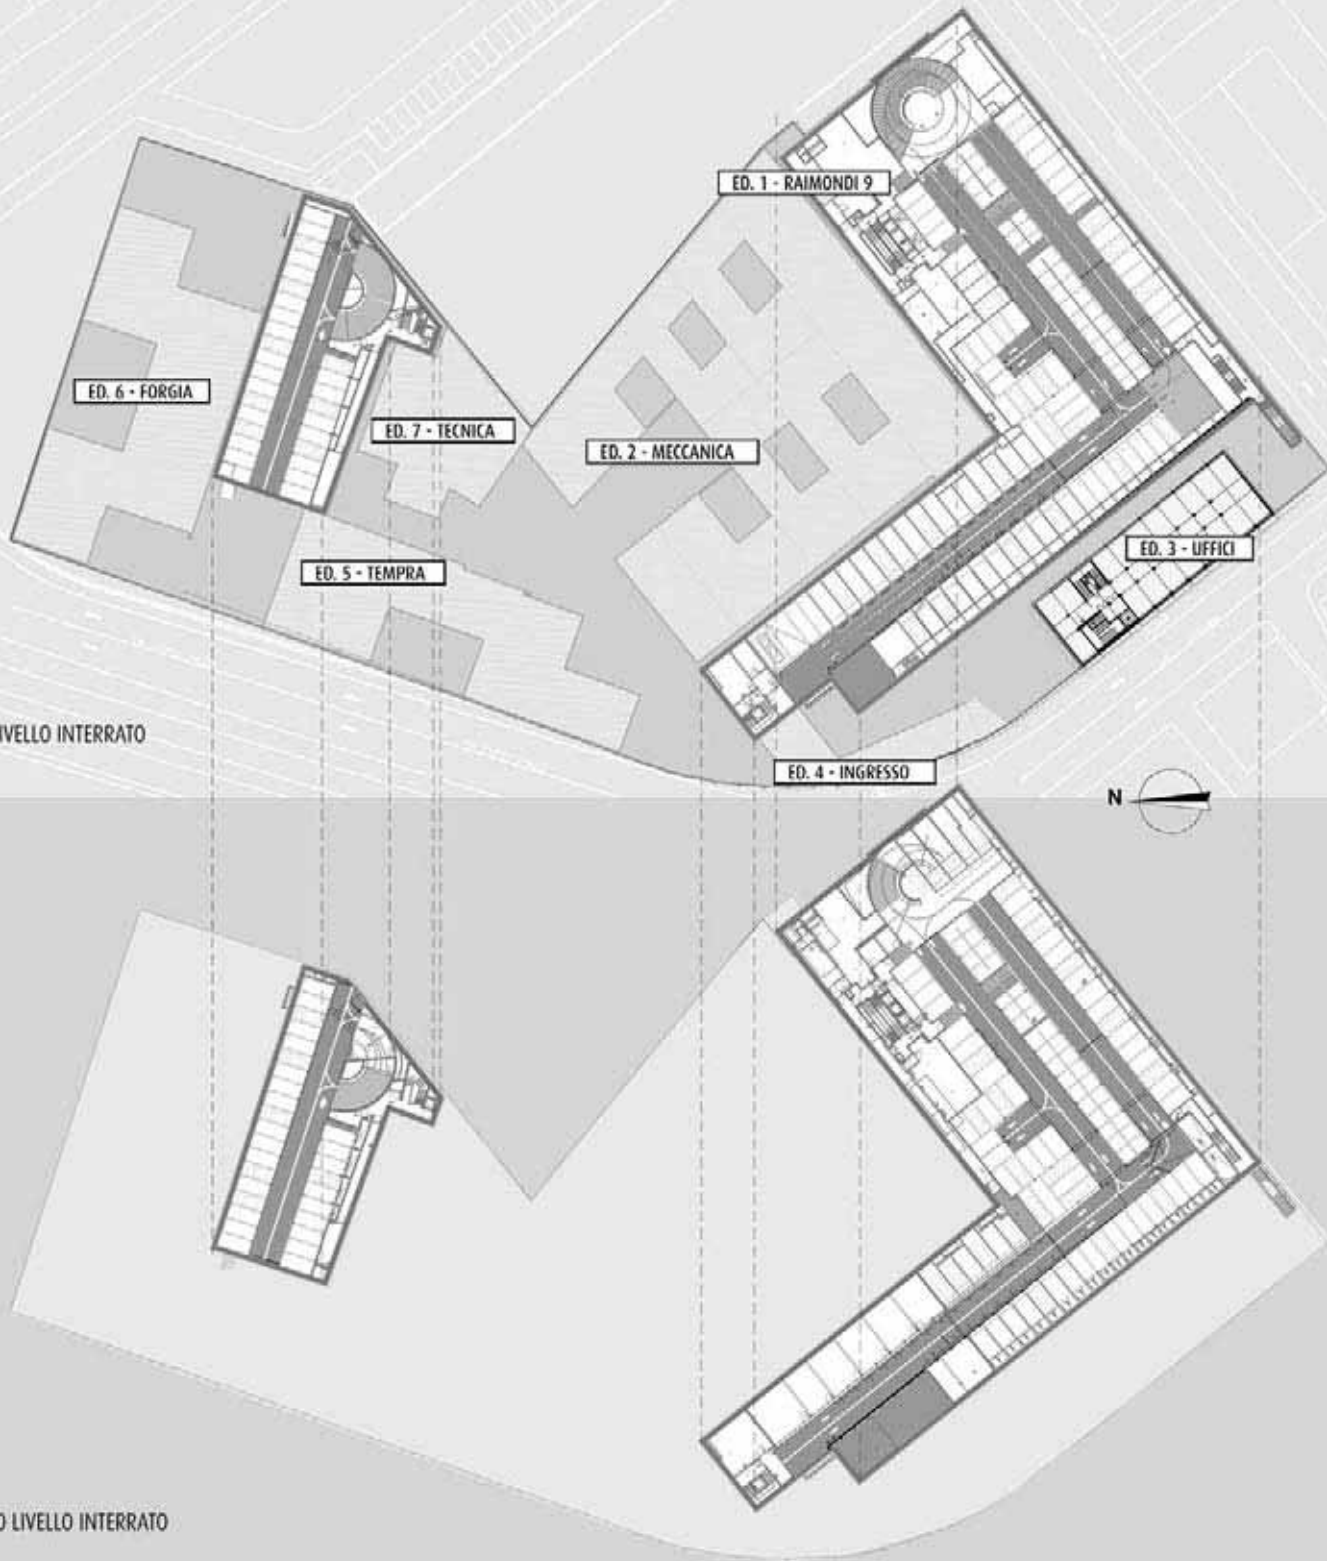 ED. 1 - RAIMONDI 9
ED. 6 - FORGIA
ED. 7 - TECNICA
ED. 2 - MECCANICA
ED. 3 - UFFICI
ED. 5 - TEMPRA
LIVELLO INTERRATO
ED. 4 - INGRESSO
N
O LIVELLO INTERRATO